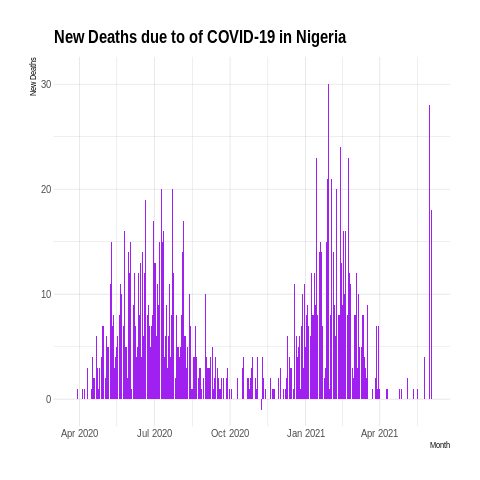 New Deaths due to of COVID-19 in Nigeria
New Deaths
30
20
10
0
Apr 2020 Jul 2020 Oct 2020 Jan 2021 Apr 2021
Month